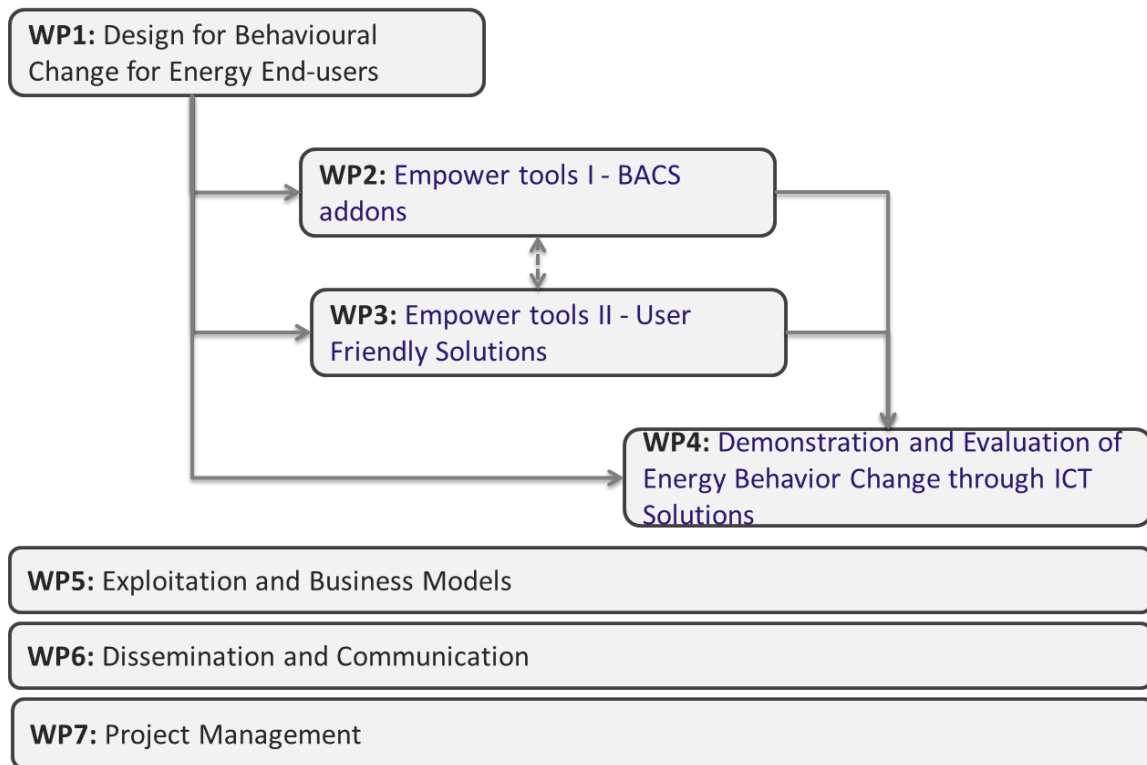 WP1: Design for Behavioural
Change for Energy End-users
WP2: Empower tools I - BACS
addons
WP3: Empower tools II - User
Friendly Solutions
WP4: Demonstration and Evaluation of
Energy Behavior Change through ICT
Solutions
WP5: Exploitation and Business Models
WP6: Dissemination and Communication
WP7: Project Management